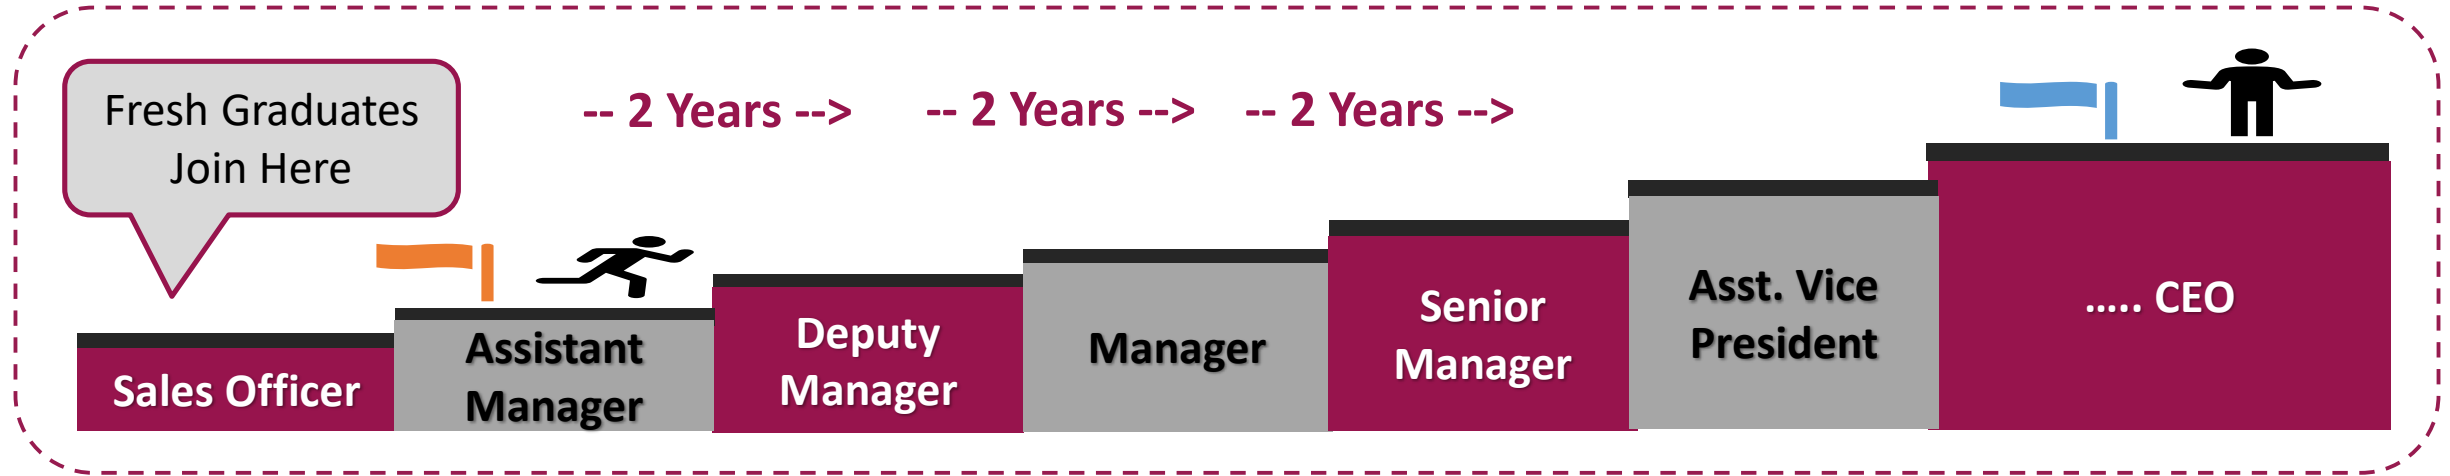 Fresh Graduates
Join Here
-- 2 Years --> -- 2 Years --> -- 2 Years -->
Sales Officer
Assistant
Manager
Deputy
Manager
Manager
Senior
Manager
Asst. Vice
President
..... CEO